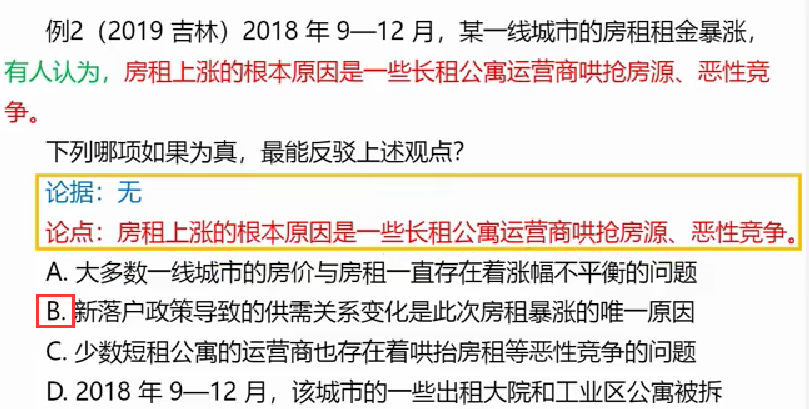 例2（2019 吉林）2018 年 9—12 月，某一线城市的房租租金暴涨，
有人认为，房租上涨的根本原因是一些长租公寓运营商哄抢房源、恶性竞
争。
下列哪项如果为真，最能反驳上述观点？
论据：无
论点：房租上涨的根本原因是一些长租公寓运营商哄抢房源、恶性竞争。
A. 大多数一线城市的房价与房租一直存在着涨幅不平衡的问题
B. 新落户政策导致的供需关系变化是此次房租暴涨的唯一原因
C. 少数短租公寓的运营商也存在着哄抬房租等恶性竞争的问题
D. 2018 年 9—12 月，该城市的一些出租大院和工业区公寓被拆